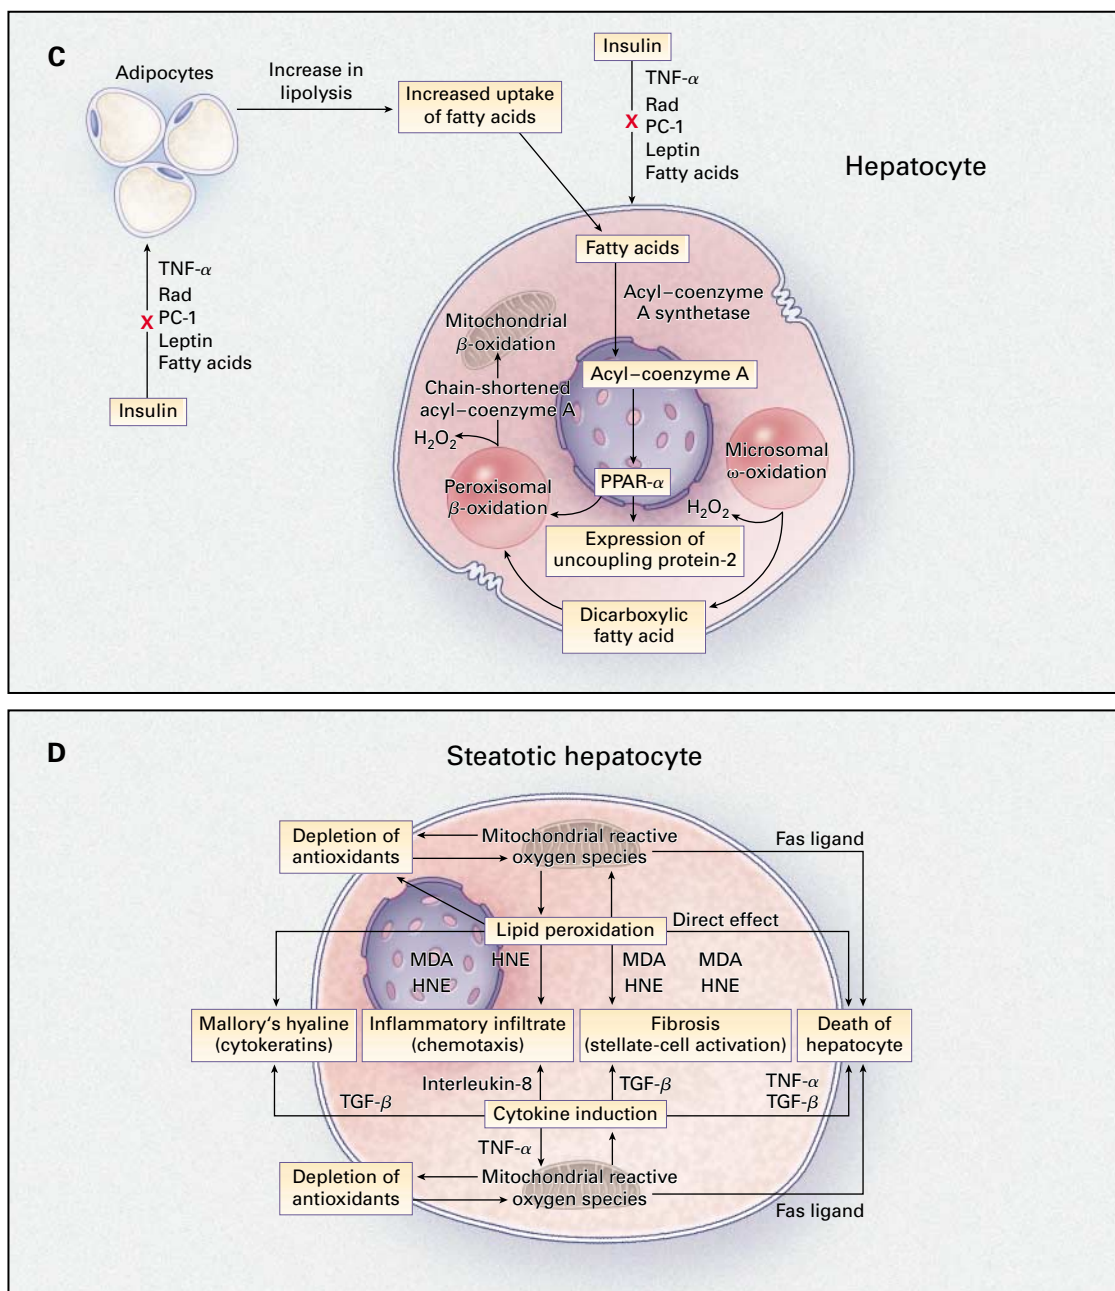 C
Adipocytes
Increase in
lipolysis
Increased uptake
of fatty acids
Insulin
TNF-α
Rad
X
PC-1
Leptin
Fatty acids
Hepatocyte
TNF-α
Rad
X
PC-1
Leptin
Fatty acids
Insulin
Fatty acids
Acyl–coenzyme
A synthetase
Mitochondrial
β-oxidation
Acyl–coenzyme A
Chain-shortened
acyl–coenzyme A
H₂O₂
Peroxisomal
β-oxidation
PPAR-α
Microsomal
ω-oxidation
H₂O₂
Expression of
uncoupling protein-2
Dicarboxylic
fatty acid
D
Steatotic hepatocyte
Depletion of
antioxidants
Mitochondrial reactive
oxygen species
Fas ligand
Lipid peroxidation
Direct effect
MDA
HNE
HNE
MDA
HNE
MDA
HNE
Mallory‘s hyaline
(cytokeratins)
Inflammatory infiltrate
(chemotaxis)
Fibrosis
(stellate-cell activation)
Death of
hepatocyte
Interleukin-8
TGF-β
TNF-α
TGF-β
TGF-β
Cytokine induction
TNF-α
Depletion of
antioxidants
Mitochondrial reactive
oxygen species
Fas ligand